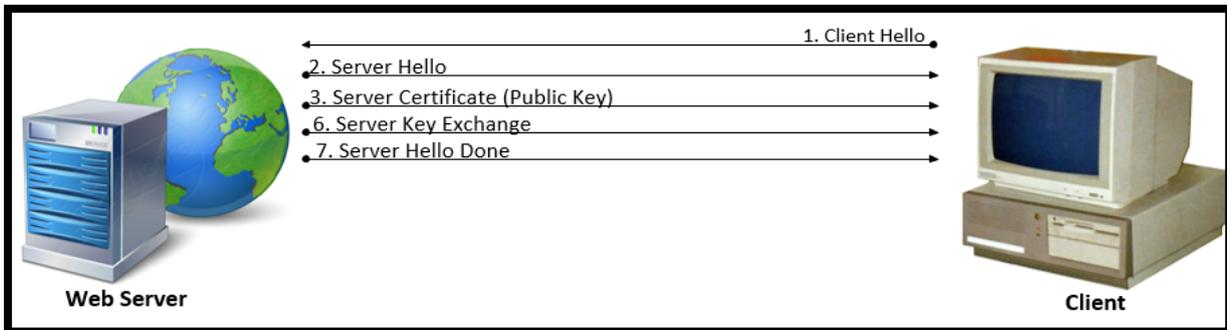 1. Client Hello
2. Server Hello
3. Server Certificate (Public Key)
6. Server Key Exchange
7. Server Hello Done
Web Server
Client